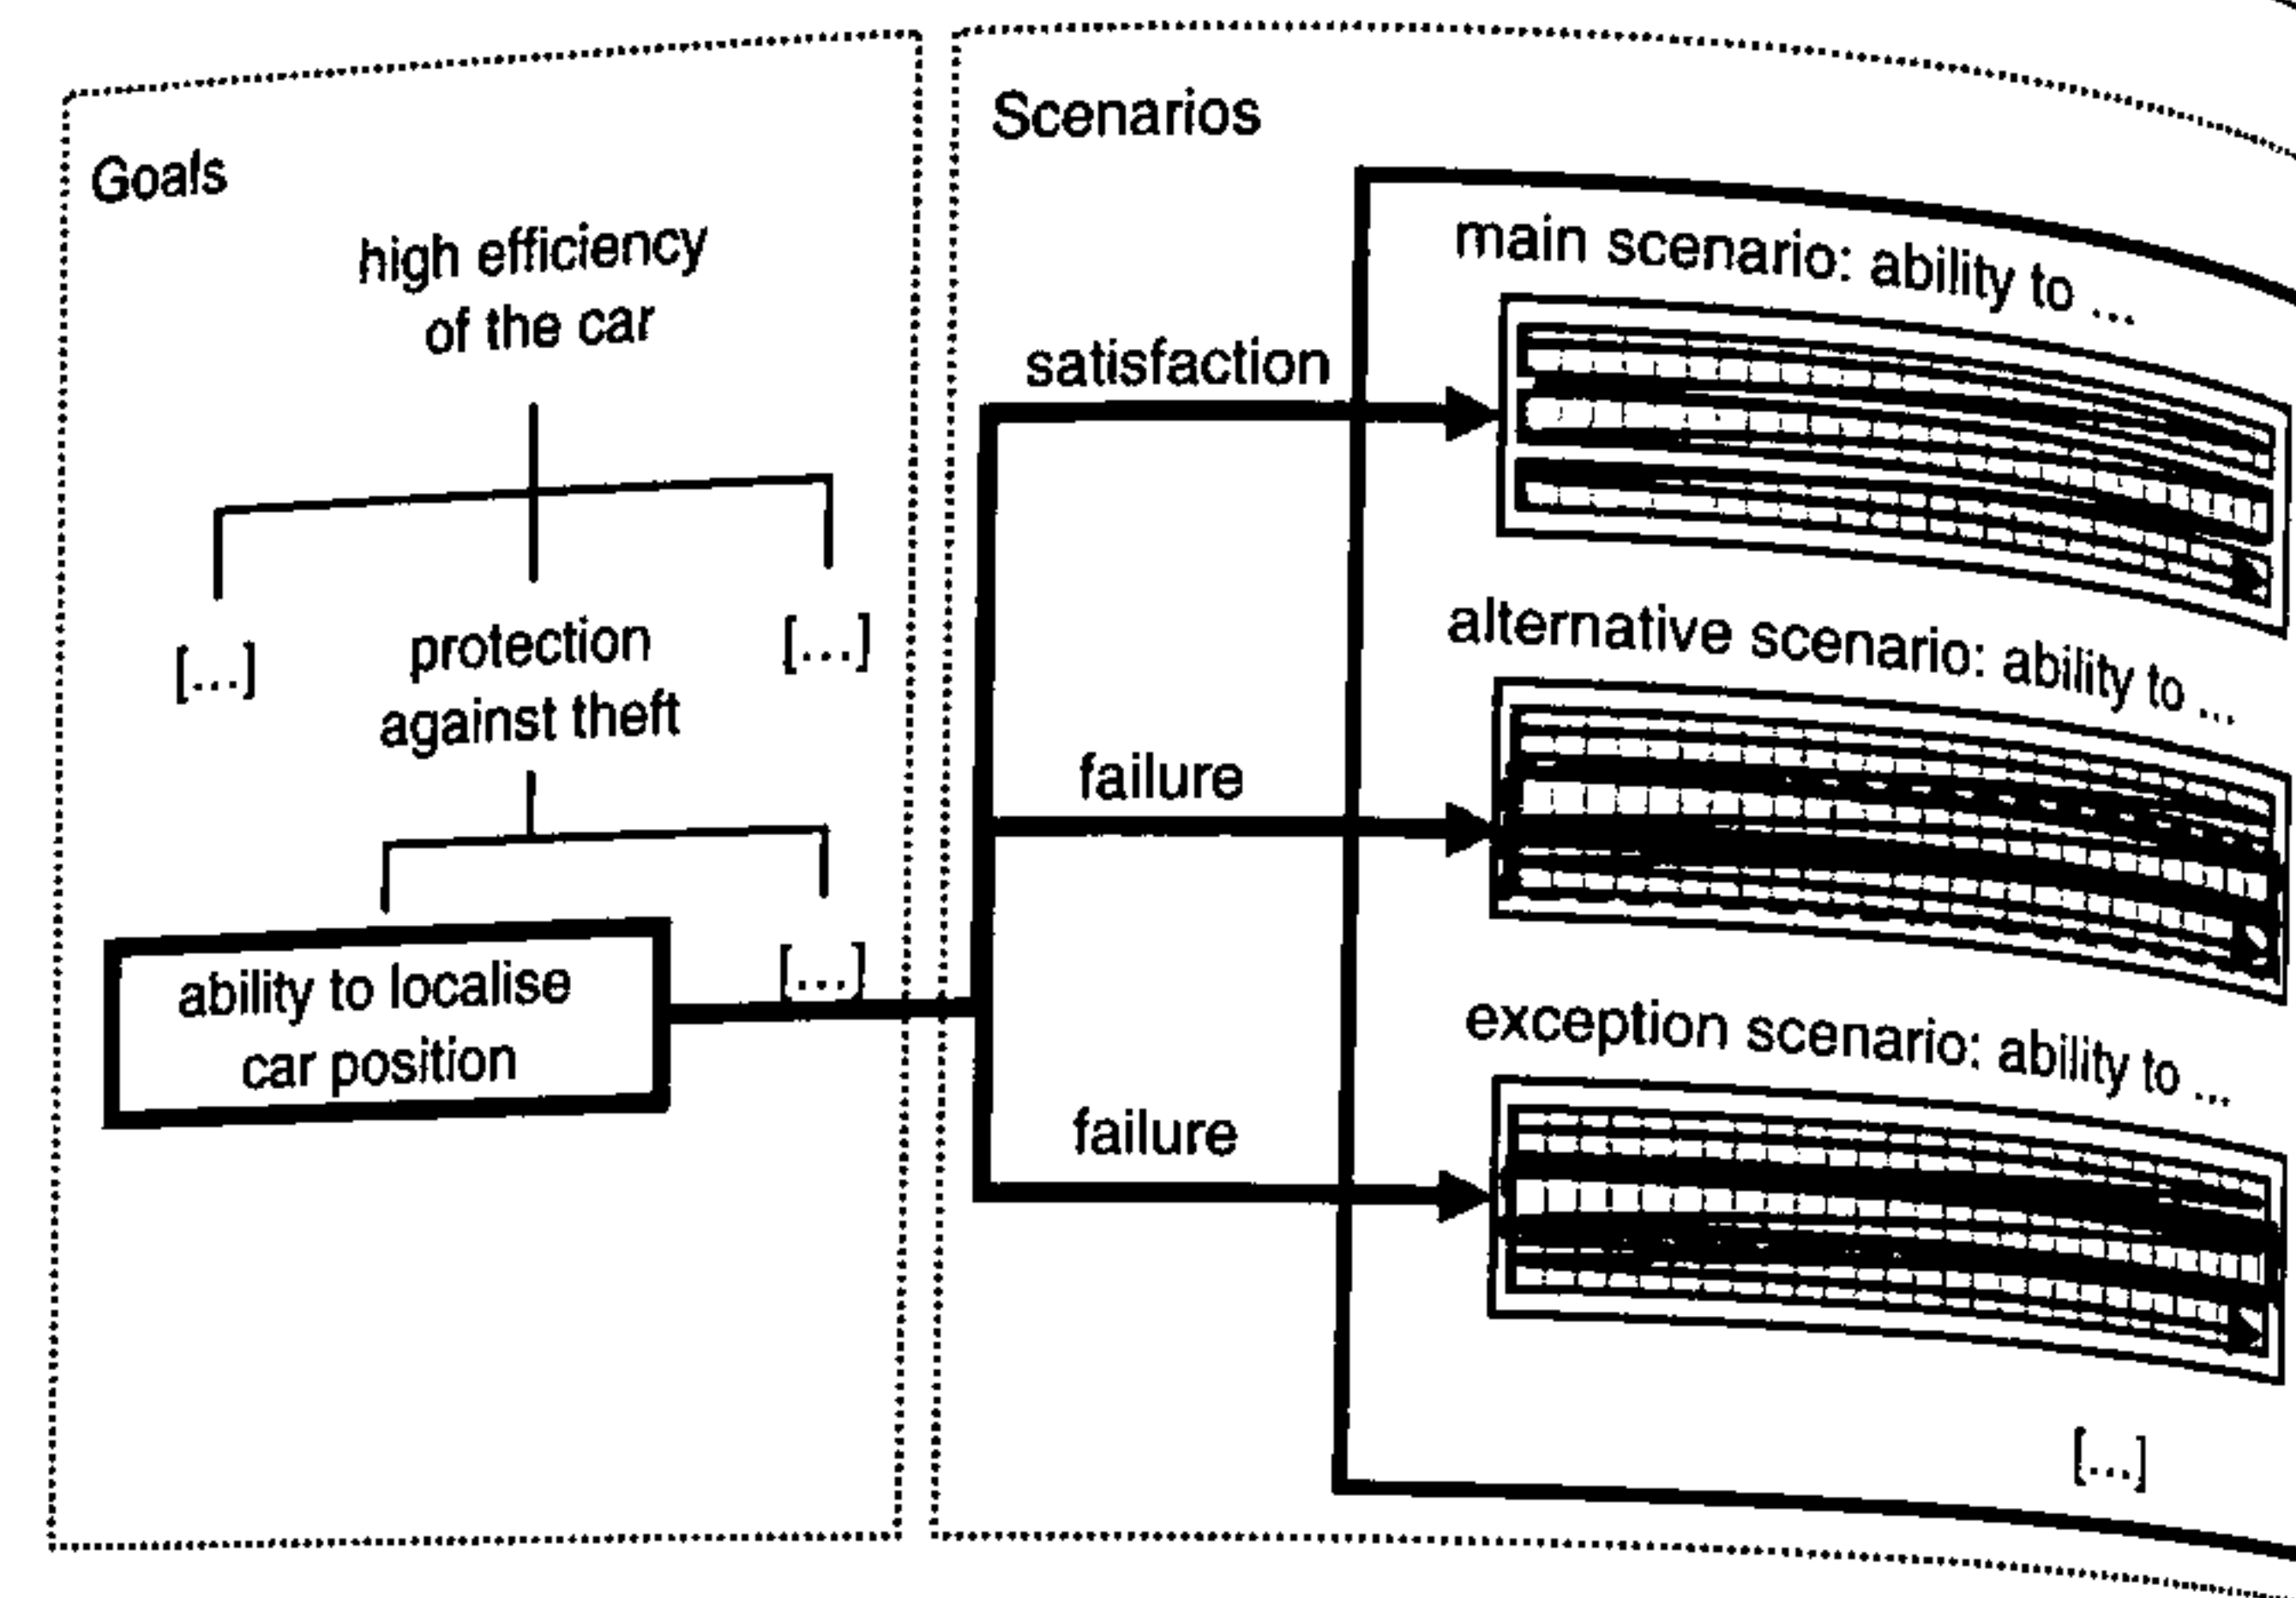 Goals
high efficiency
of the car
[...]
protection
against theft
[...]
ability to localise
car position
[...]
Scenarios
satisfaction
main scenario: ability to ...
failure
alternative scenario: ability to ...
failure
exception scenario: ability to ...
[...]